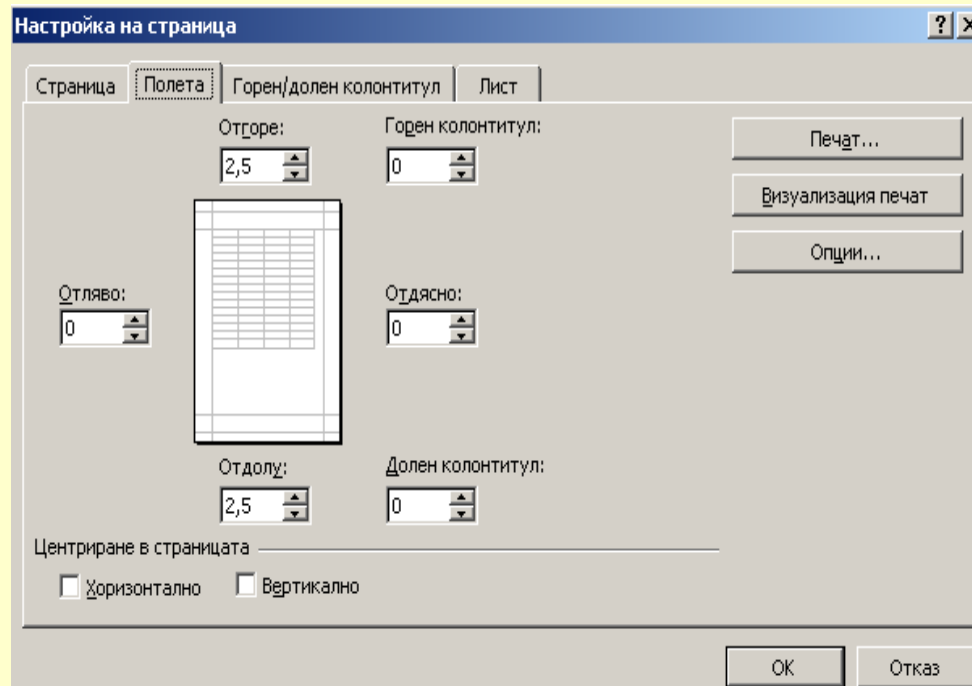 Настройка на страница
Страница Полета Горен/долен колонтитул Лист
Отгоре: Горен колонтитул:
2,5 0
Печат...
Визуализация печат
Опции...
Отляво: Отдясно:
0 0
Отдолу: Долен колонтитул:
2,5 0
Центриране в страницата
Хоризонтално Вертикално
OK Отказ